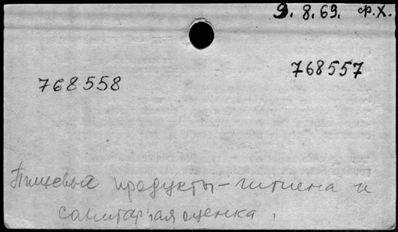 9.8.69. Ф.Х.
768557
768558
Пищевые продукты - гигиена и
санитарная оценка.